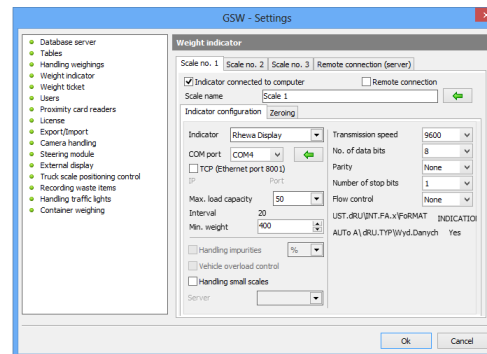 GSW - Settings
Database server
Tables
Handling weighings
Weight indicator
Weight ticket
Users
Proximity card readers
License
Export/Import
Camera handling
Steering module
External display
Truck scale positioning control
Recording waste items
Handling traffic lights
Container weighing
Weight indicator
Scale no. 1 Scale no. 2 Scale no. 3 Remote connection (server)
Indicator connected to computer Remote connection
Scale name Scale 1
Indicator configuration Zeroing
Indicator Rhewa Display
COM port COM4
TCP (Ethernet port 8001)
IP Port
Max. load capacity 50
Interval 20
Min. weight 400
Handling impurities %
Vehicle overload control
Handling small scales
Server
Transmission speed 9600
No. of data bits 8
Parity None
Number of stop bits 1
Flow control None
UST.dRU\INT.FA.x\FORMAT INDICATIO
AUTo A\dRU.TYP\Wyd.Danych Yes
Ok Cancel